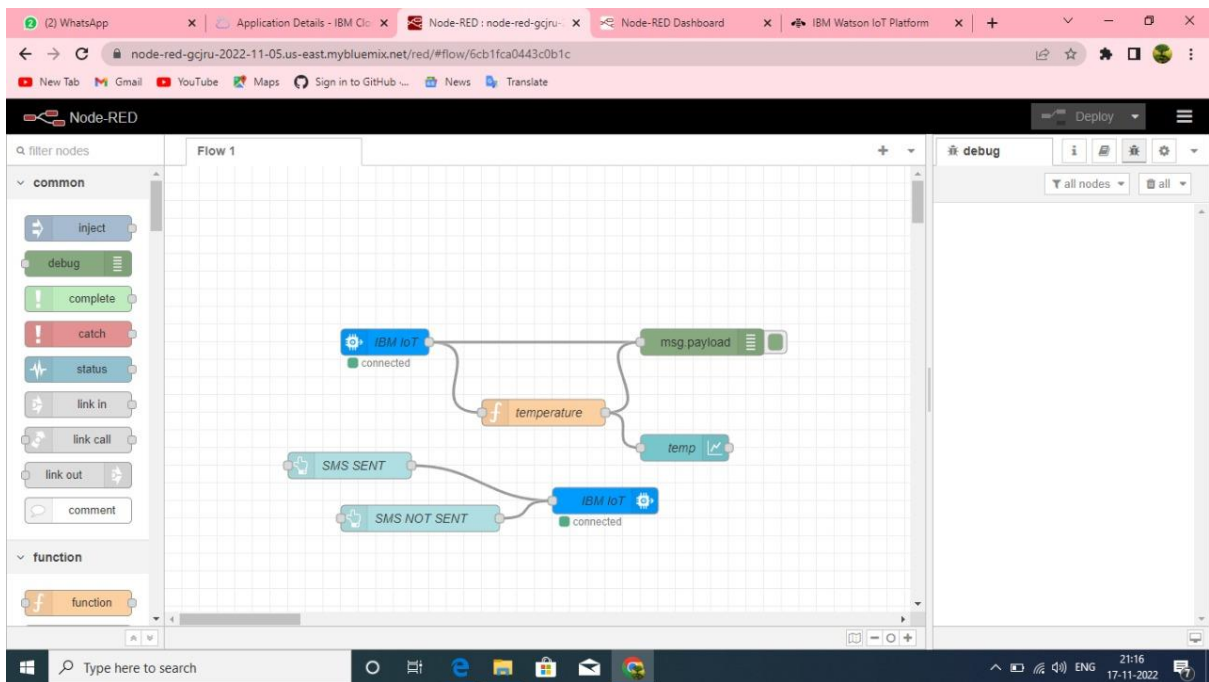 (2) WhatsApp
Application Details - IBM Clo
Node-RED : node-red-gcjru-
Node-RED Dashboard
IBM Watson IoT Platform
node-red-gcjru-2022-11-05.us-east.mybluemix.net/red/#flow/6cb1fca0443c0b1c
New Tab Gmail YouTube Maps Sign in to GitHub ·... News Translate
Node-RED
Deploy
filter nodes
Flow 1
debug
i
all nodes
all
common
inject
debug
complete
catch
status
link in
link call
link out
comment
function
function
IBM IoT
connected
msg.payload
temperature
temp
SMS SENT
SMS NOT SENT
IBM IoT
connected
Type here to search
ENG
21:16
17-11-2022
7